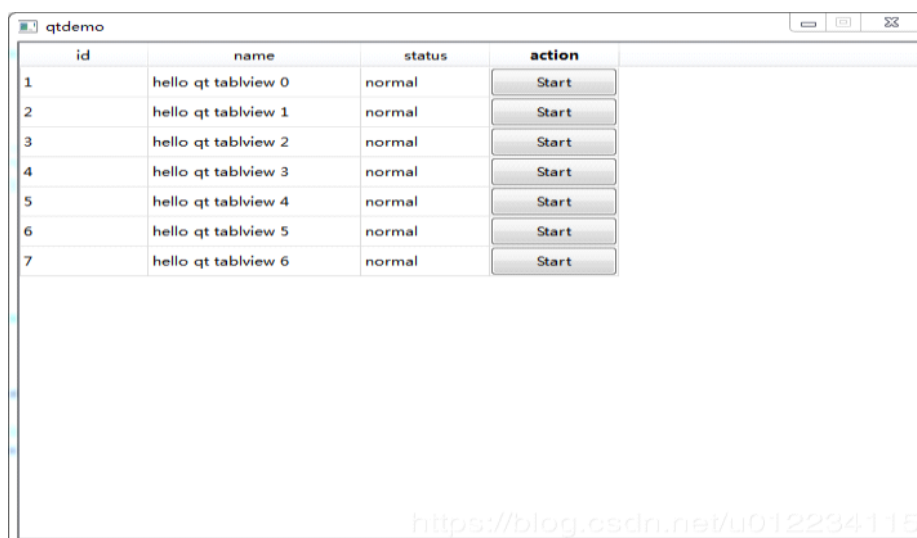 qtdemo
id name status action
1 hello qt tablview 0 normal Start
2 hello qt tablview 1 normal Start
3 hello qt tablview 2 normal Start
4 hello qt tablview 3 normal Start
5 hello qt tablview 4 normal Start
6 hello qt tablview 5 normal Start
7 hello qt tablview 6 normal Start
https://blog.csdn.net/u012234115